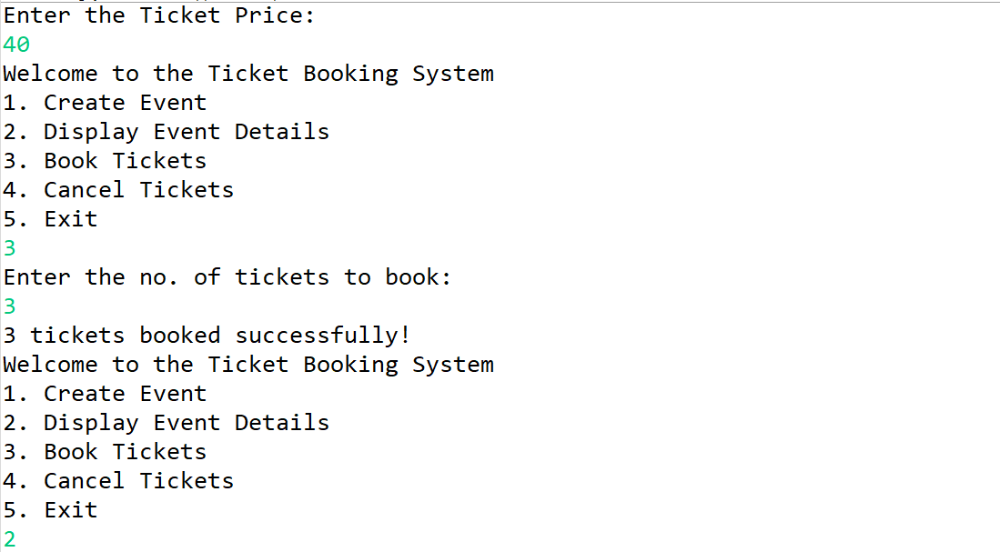 Enter the Ticket Price:
40
Welcome to the Ticket Booking System
1. Create Event
2. Display Event Details
3. Book Tickets
4. Cancel Tickets
5. Exit
3
Enter the no. of tickets to book:
3
3 tickets booked successfully!
Welcome to the Ticket Booking System
1. Create Event
2. Display Event Details
3. Book Tickets
4. Cancel Tickets
5. Exit
2